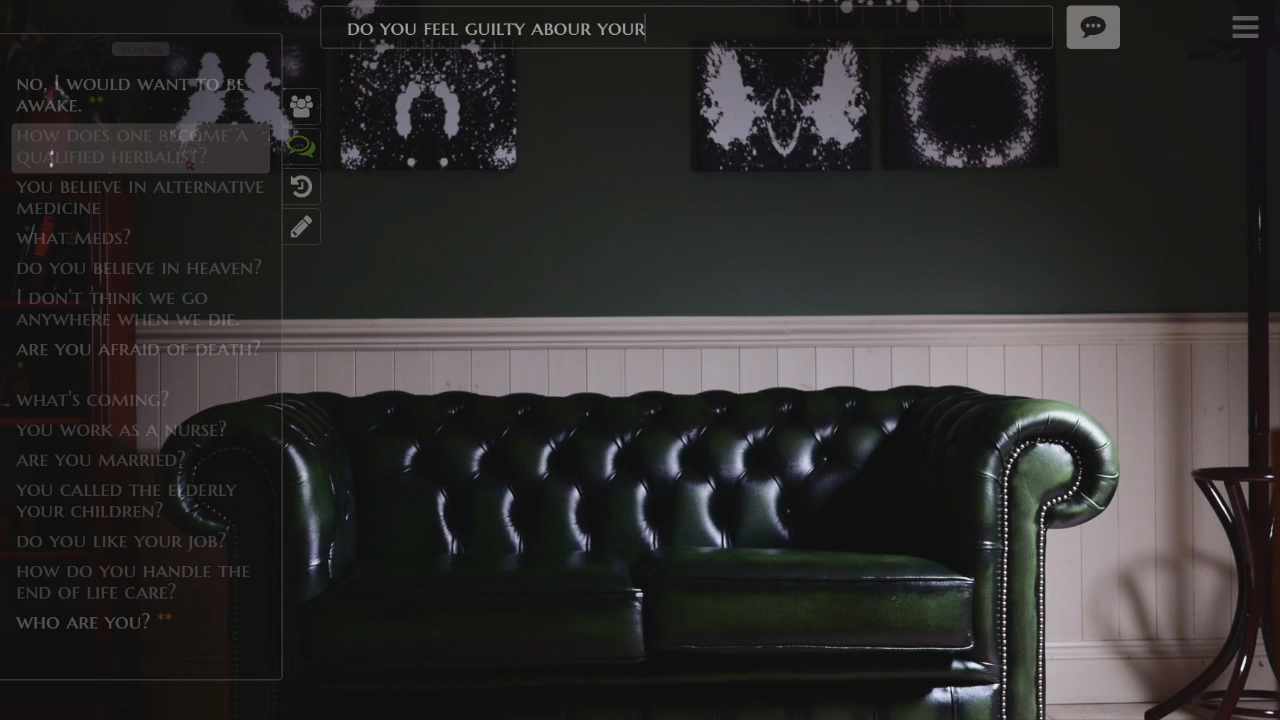 DO YOU FEEL GUILTY ABOUR YOUR
SHOW ALL
NO, I WOULD WANT TO BE
AWAKE. **
HOW DOES ONE BECOME A
QUALIFIED HERBALIST?
YOU BELIEVE IN ALTERNATIVE
MEDICINE
WHAT MEDS?
DO YOU BELIEVE IN HEAVEN?
I DON'T THINK WE GO
ANYWHERE WHEN WE DIE.
ARE YOU AFRAID OF DEATH?
*
WHAT'S COMING?
YOU WORK AS A NURSE?
ARE YOU MARRIED?
YOU CALLED THE ELDERLY
YOUR CHILDREN?
DO YOU LIKE YOUR JOB?
HOW DO YOU HANDLE THE
END OF LIFE CARE?
WHO ARE YOU? **